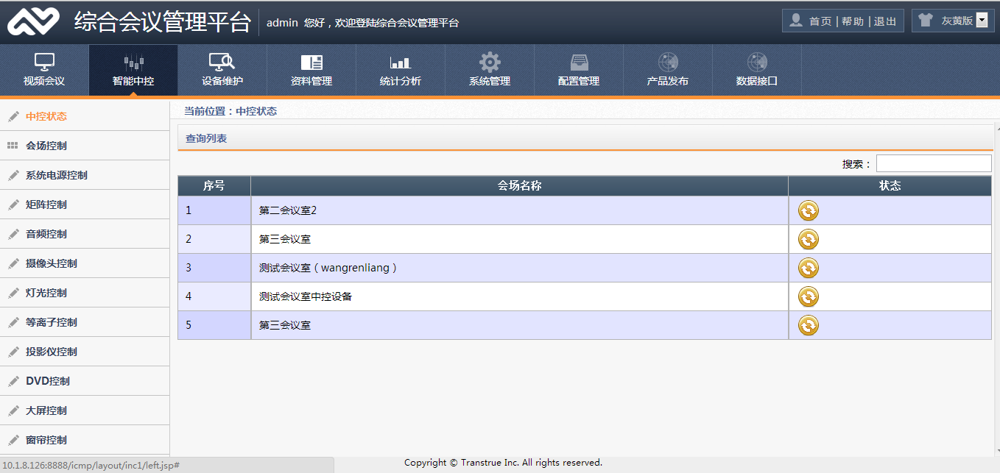 综合会议管理平台
admin 您好，欢迎登陆综合会议管理平台
首页 | 帮助 | 退出
灰黄版
视频会议
智能中控
设备维护
资料管理
统计分析
系统管理
配置管理
产品发布
数据接口
中控状态
会场控制
系统电源控制
矩阵控制
音频控制
摄像头控制
灯光控制
等离子控制
投影仪控制
DVD控制
大屏控制
窗帘控制
当前位置：中控状态
查询列表
搜索：
序号 会场名称 状态
1 第二会议室2
2 第三会议室
3 测试会议室（wangrenliang）
4 测试会议室中控设备
5 第三会议室
10.1.8.126:8888/icmp/layout/inc1/left.jsp#
Copyright © Transtrue Inc. All rights reserved.